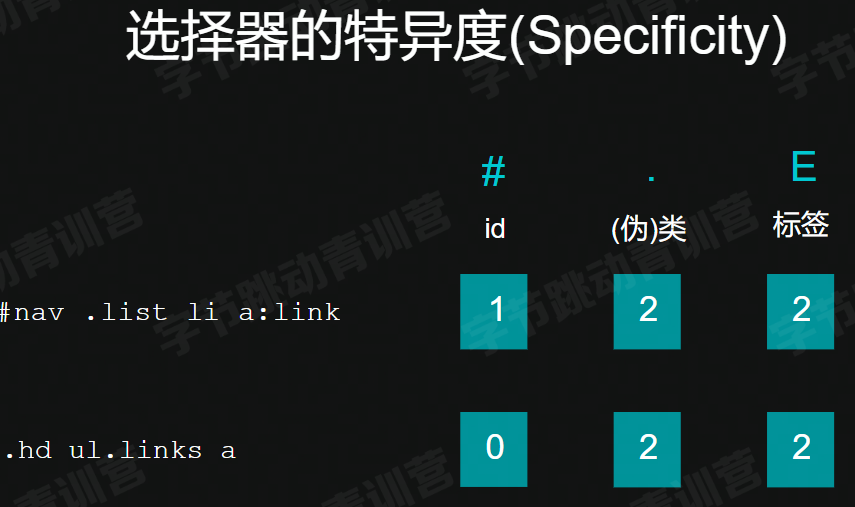 选择器的特异度(Specificity)
# . E
id (伪)类 标签
#nav .list li a:link 1 2 2
.hd ul.links a 0 2 2
字节跳动青训营